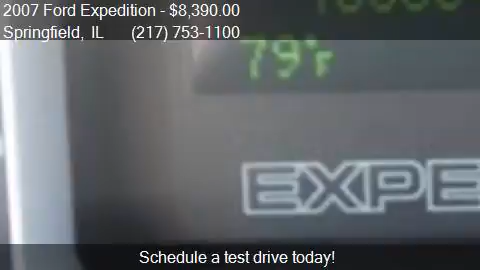 2007 Ford Expedition - $8,390.00
Springfield, IL (217) 753-1100
79°F
EXPE
Schedule a test drive today!